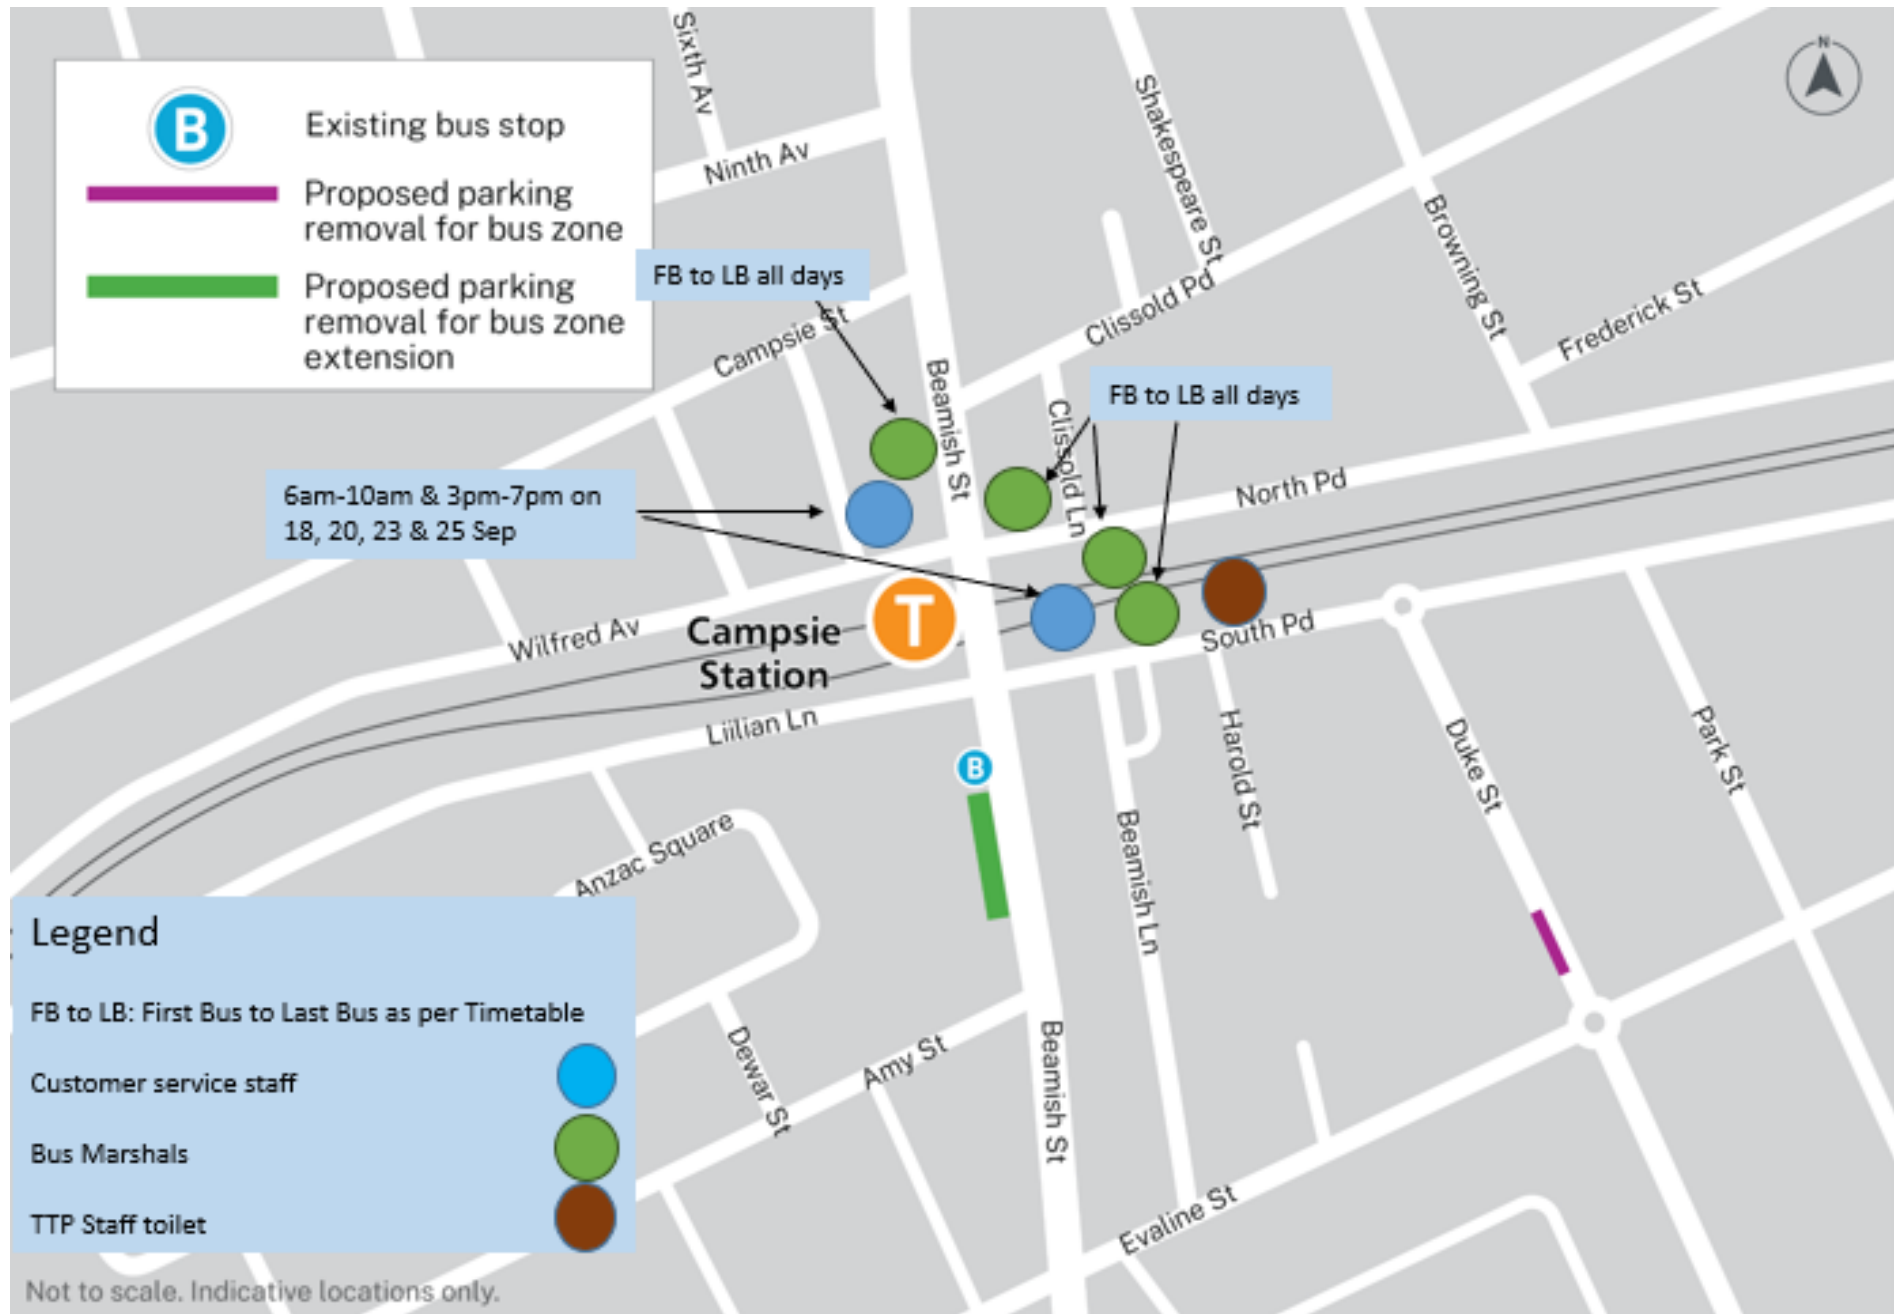 B
Existing bus stop
Proposed parking
removal for bus zone
Proposed parking
removal for bus zone
extension
N
Sixth Av
Ninth Av
Shakespeare St
Browning St
Frederick St
Clissold Pd
FB to LB all days
Campsie St
Beamish St
FB to LB all days
Clissold Ln
North Pd
6am-10am & 3pm-7pm on
18, 20, 23 & 25 Sep
T
Campsie
Station
Wilfred Av
South Pd
Liilian Ln
B
Harold St
Duke St
Park St
Anzac Square
Beamish Ln
Dewar St
Amy St
Beamish St
Evaline St
Legend
FB to LB: First Bus to Last Bus as per Timetable
Customer service staff
Bus Marshals
TTP Staff toilet
Not to scale. Indicative locations only.